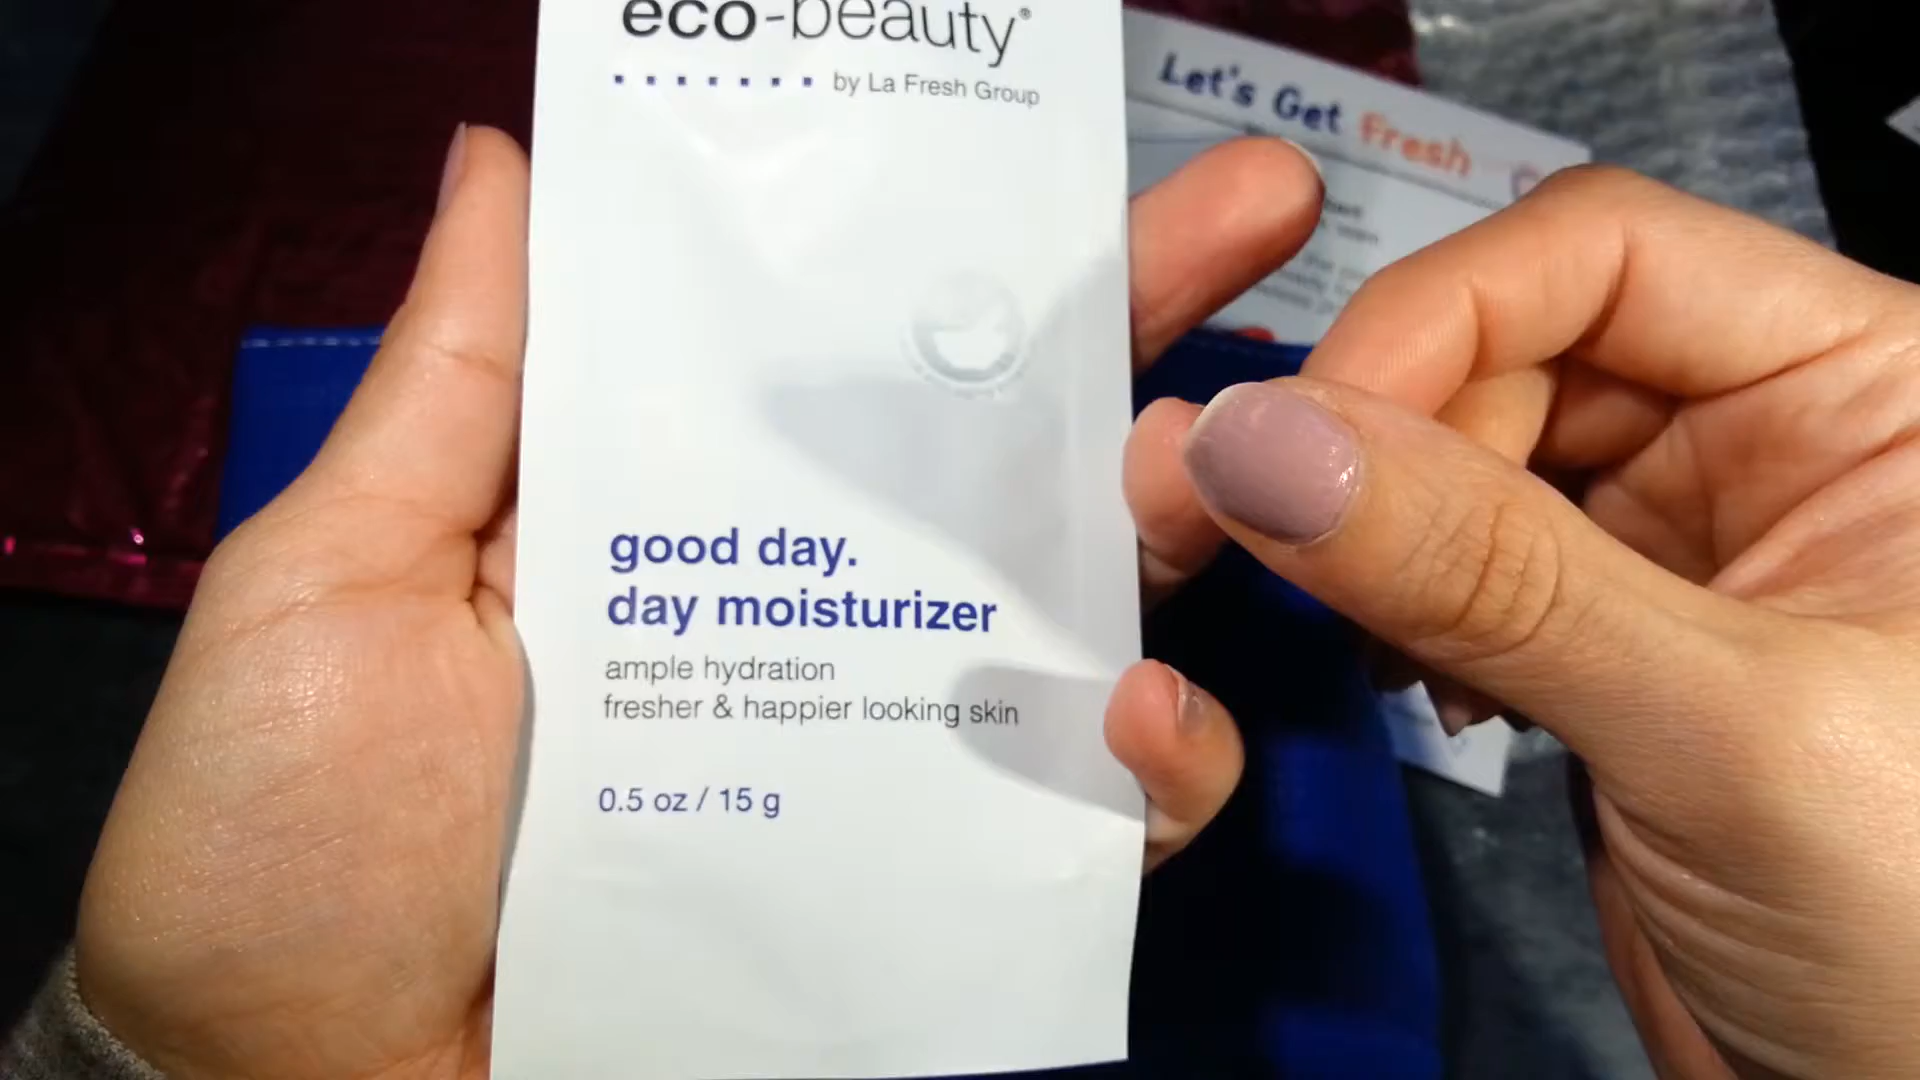 eco-beauty®
by La Fresh Group
Let's Get Fresh
good day.
day moisturizer
ample hydration
fresher & happier looking skin
0.5 oz / 15 g